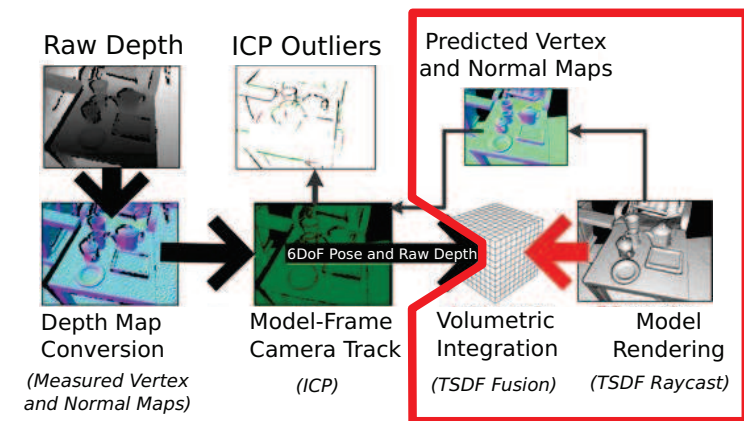 Raw Depth
ICP Outliers
Predicted Vertex
and Normal Maps
6DoF Pose and Raw Depth
Depth Map
Conversion
(Measured Vertex
and Normal Maps)
Model-Frame
Camera Track
(ICP)
Volumetric
Integration
(TSDF Fusion)
Model
Rendering
(TSDF Raycast)